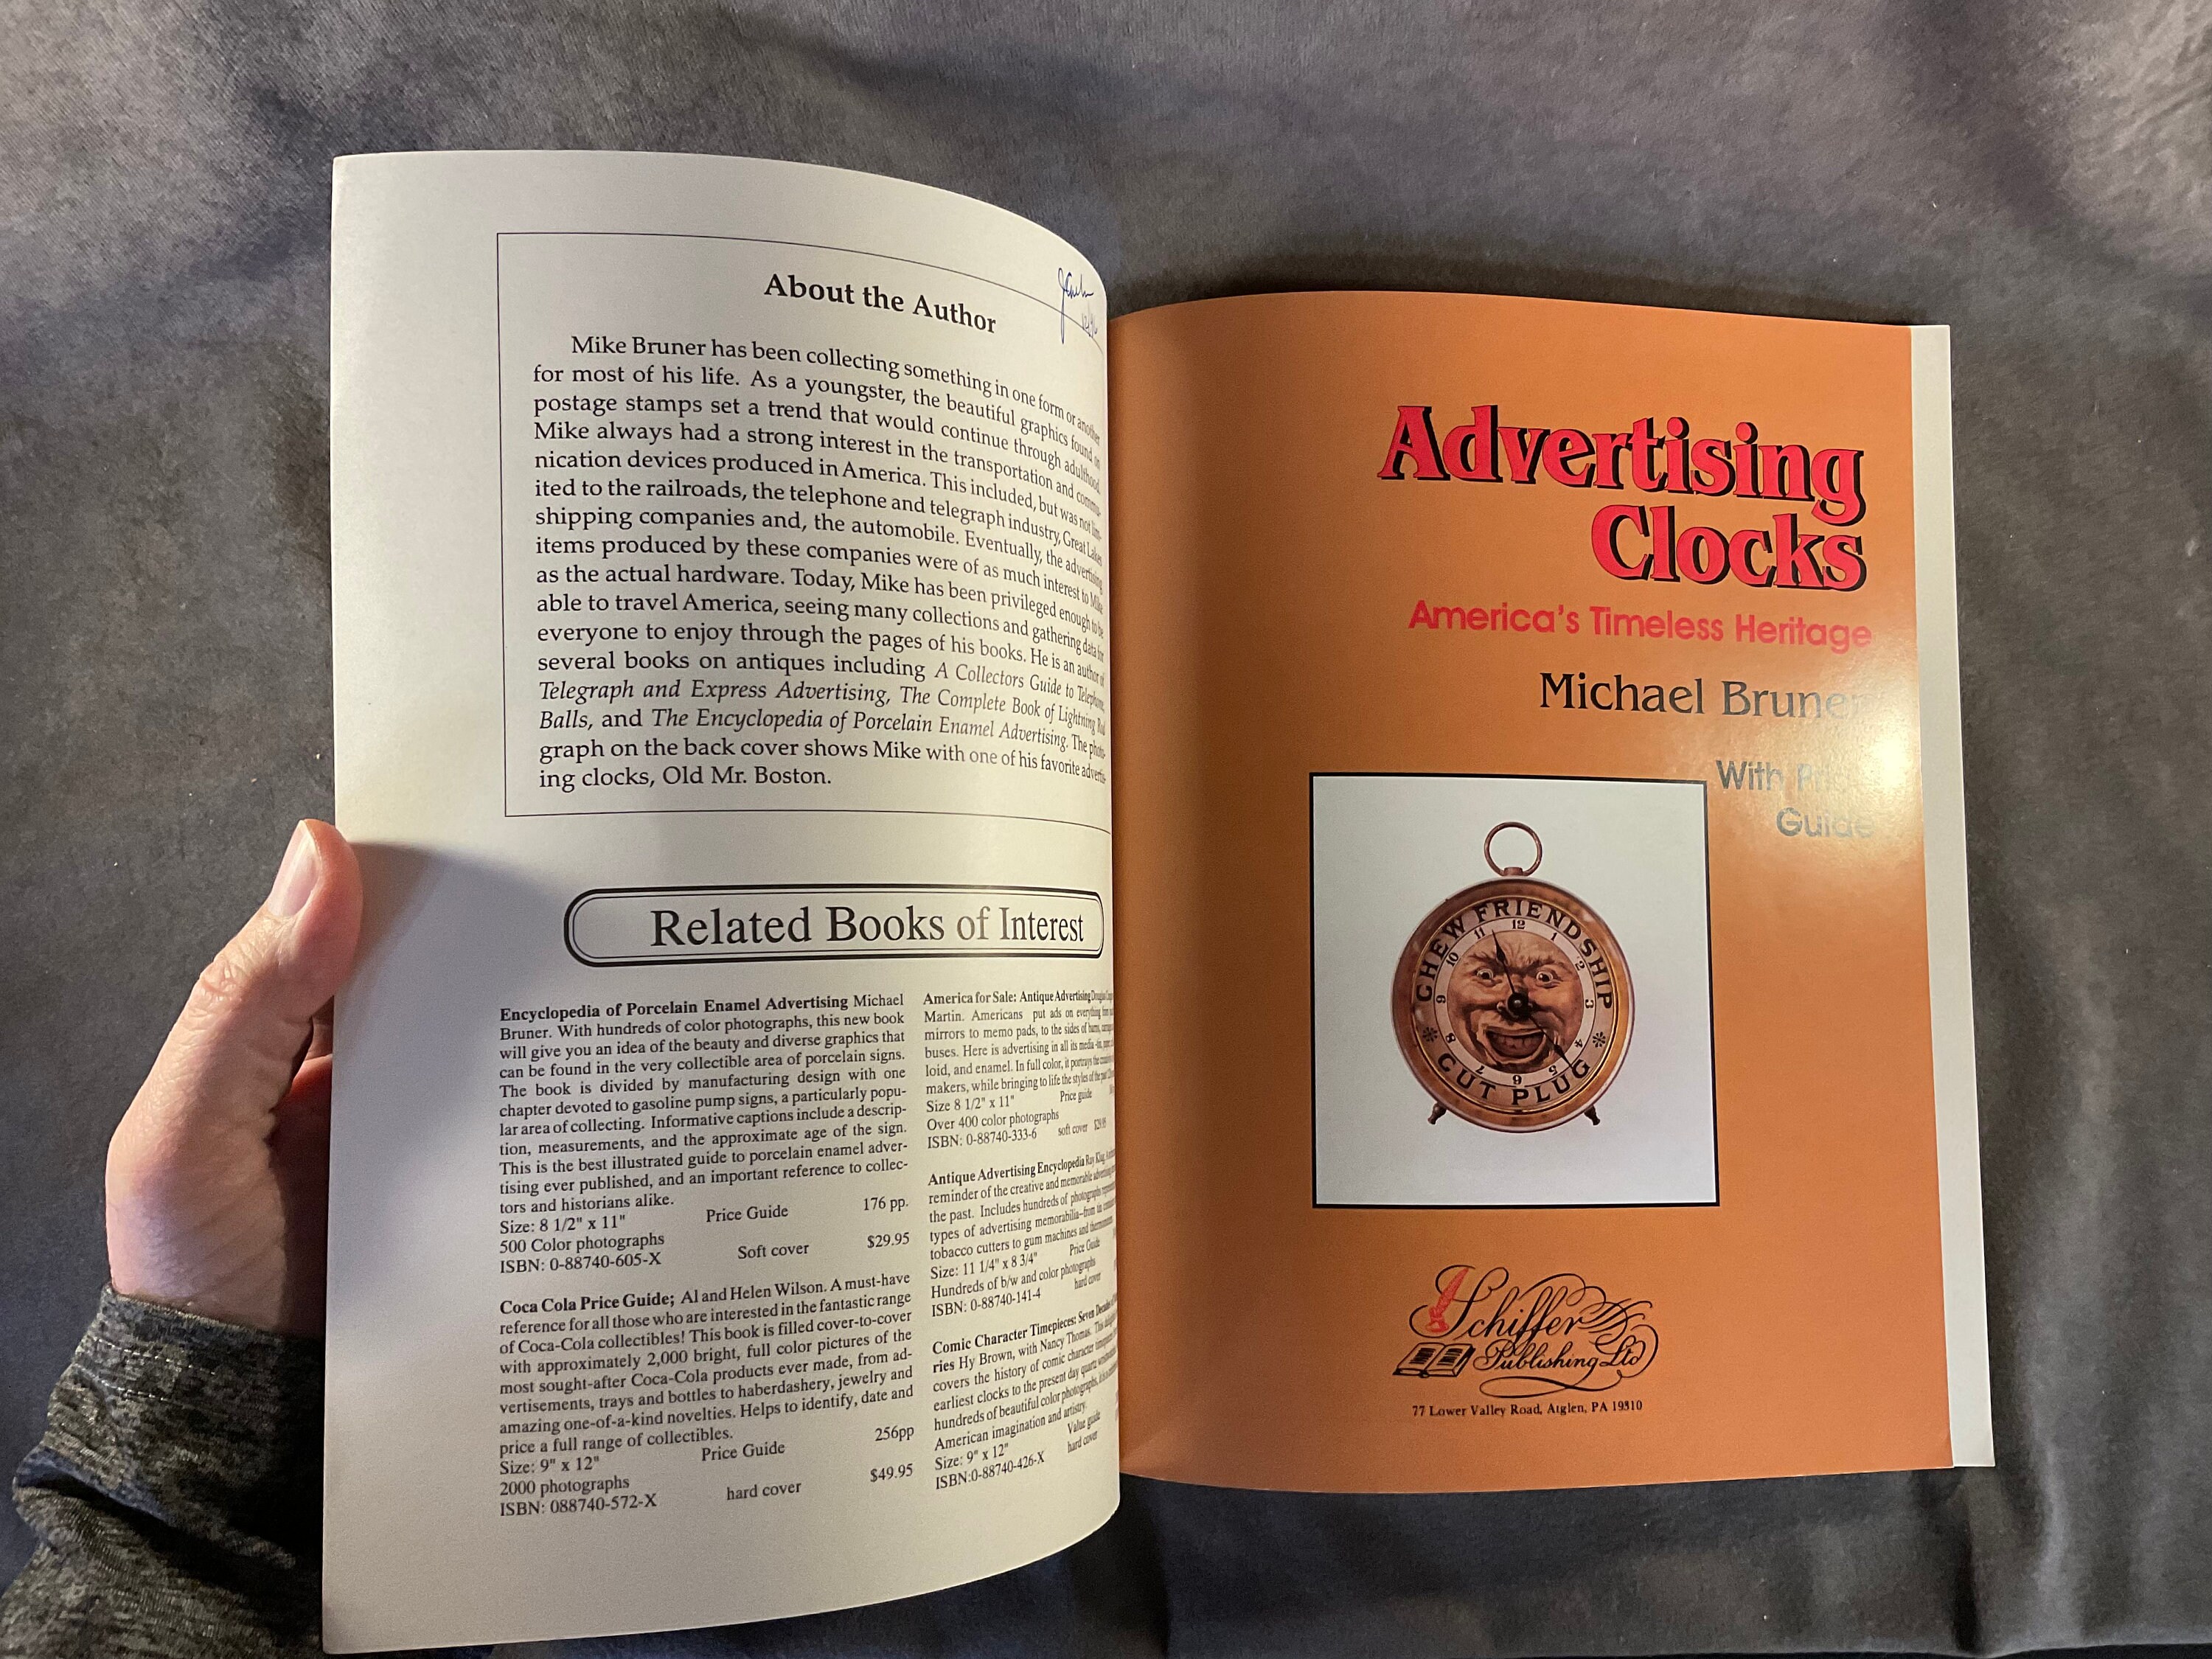 About the Author
Mike Bruner has been collecting something in one form or another
for most of his life. As a youngster, the beautiful graphics found on
postage stamps set a trend that would continue through adulthood.
Mike always had a strong interest in the transportation and commu-
nication devices produced in America. This included, but was not lim-
ited to the railroads, the telephone and telegraph industry, Great Lakes
shipping companies and, the automobile. Eventually, the advertising
items produced by these companies were of as much interest to Mike
as the actual hardware. Today, Mike has been privileged enough to be
able to travel America, seeing many collections and gathering data for
everyone to enjoy through the pages of his books. He is an author of
several books on antiques including A Collectors Guide to Telephone,
Telegraph and Express Advertising, The Complete Book of Lightning Rod
Balls, and The Encyclopedia of Porcelain Enamel Advertising. The photo-
graph on the back cover shows Mike with one of his favorite advertis-
ing clocks, Old Mr. Boston.
Related Books of Interest
Encyclopedia of Porcelain Enamel Advertising Michael
Bruner. With hundreds of color photographs, this new book
will give you an idea of the beauty and diverse graphics that
can be found in the very collectible area of porcelain signs.
The book is divided by manufacturing design with one
chapter devoted to gasoline pump signs, a particularly popu-
lar area of collecting. Informative captions include a descrip-
tion, measurements, and the approximate age of the sign.
This is the best illustrated guide to porcelain enamel adver-
tising ever published, and an important reference to collec-
tors and historians alike.
Size: 8 1/2" x 11" Price Guide 176 pp.
500 Color photographs
ISBN: 0-88740-605-X Soft cover $29.95
Coca Cola Price Guide; Al and Helen Wilson. A must-have
reference for all those who are interested in the fantastic range
of Coca-Cola collectibles! This book is filled cover-to-cover
with approximately 2,000 bright, full color pictures of the
most sought-after Coca-Cola products ever made, from ad-
vertisements, trays and bottles to haberdashery, jewelry and
amazing one-of-a-kind novelties. Helps to identify, date and
price a full range of collectibles.
Size: 9" x 12" Price Guide 256pp
2000 photographs
ISBN: 088740-572-X hard cover $49.95
America for Sale: Antique Advertising Douglas
Martin. Americans put ads on everything from
mirrors to memo pads, to the sides of barns,
buses. Here is advertising in all its media
loid, and enamel. In full color, it portrays the
makers, while bringing to life the styles of the past
Size 8 1/2" x 11" Price guide
Over 400 color photographs
ISBN: 0-88740-333-6 soft cover $29.95
Antique Advertising Encyclopedia Ray
reminder of the creative and memorable advertising
the past. Includes hundreds of photographs
types of advertising memorabilia-from
tobacco cutters to gum machines and thermometers
Size: 11 1/4" x 8 3/4" Price Guide
Hundreds of b/w and color photographs
ISBN: 0-88740-141-4 hard cover
Comic Character Timepieces: Seven Decades of
ries Hy Brown, with Nancy Thomas. This
covers the history of comic character timepieces
earliest clocks to the present day quartz
hundreds of beautiful color photographs,
American imagination and artistry.
Size: 9" x 12" Value guide
ISBN:0-88740-426-X hard cover
Advertising
Clocks
America's Timeless Heritage
Michael Bruner
With Price
Guide
CHEW FRIENDSHIP
CUT PLUG
12
1
2
3
4
5
6
7
8
9
10
11
Schiffer
Publishing Ltd
77 Lower Valley Road, Atglen, PA 19310